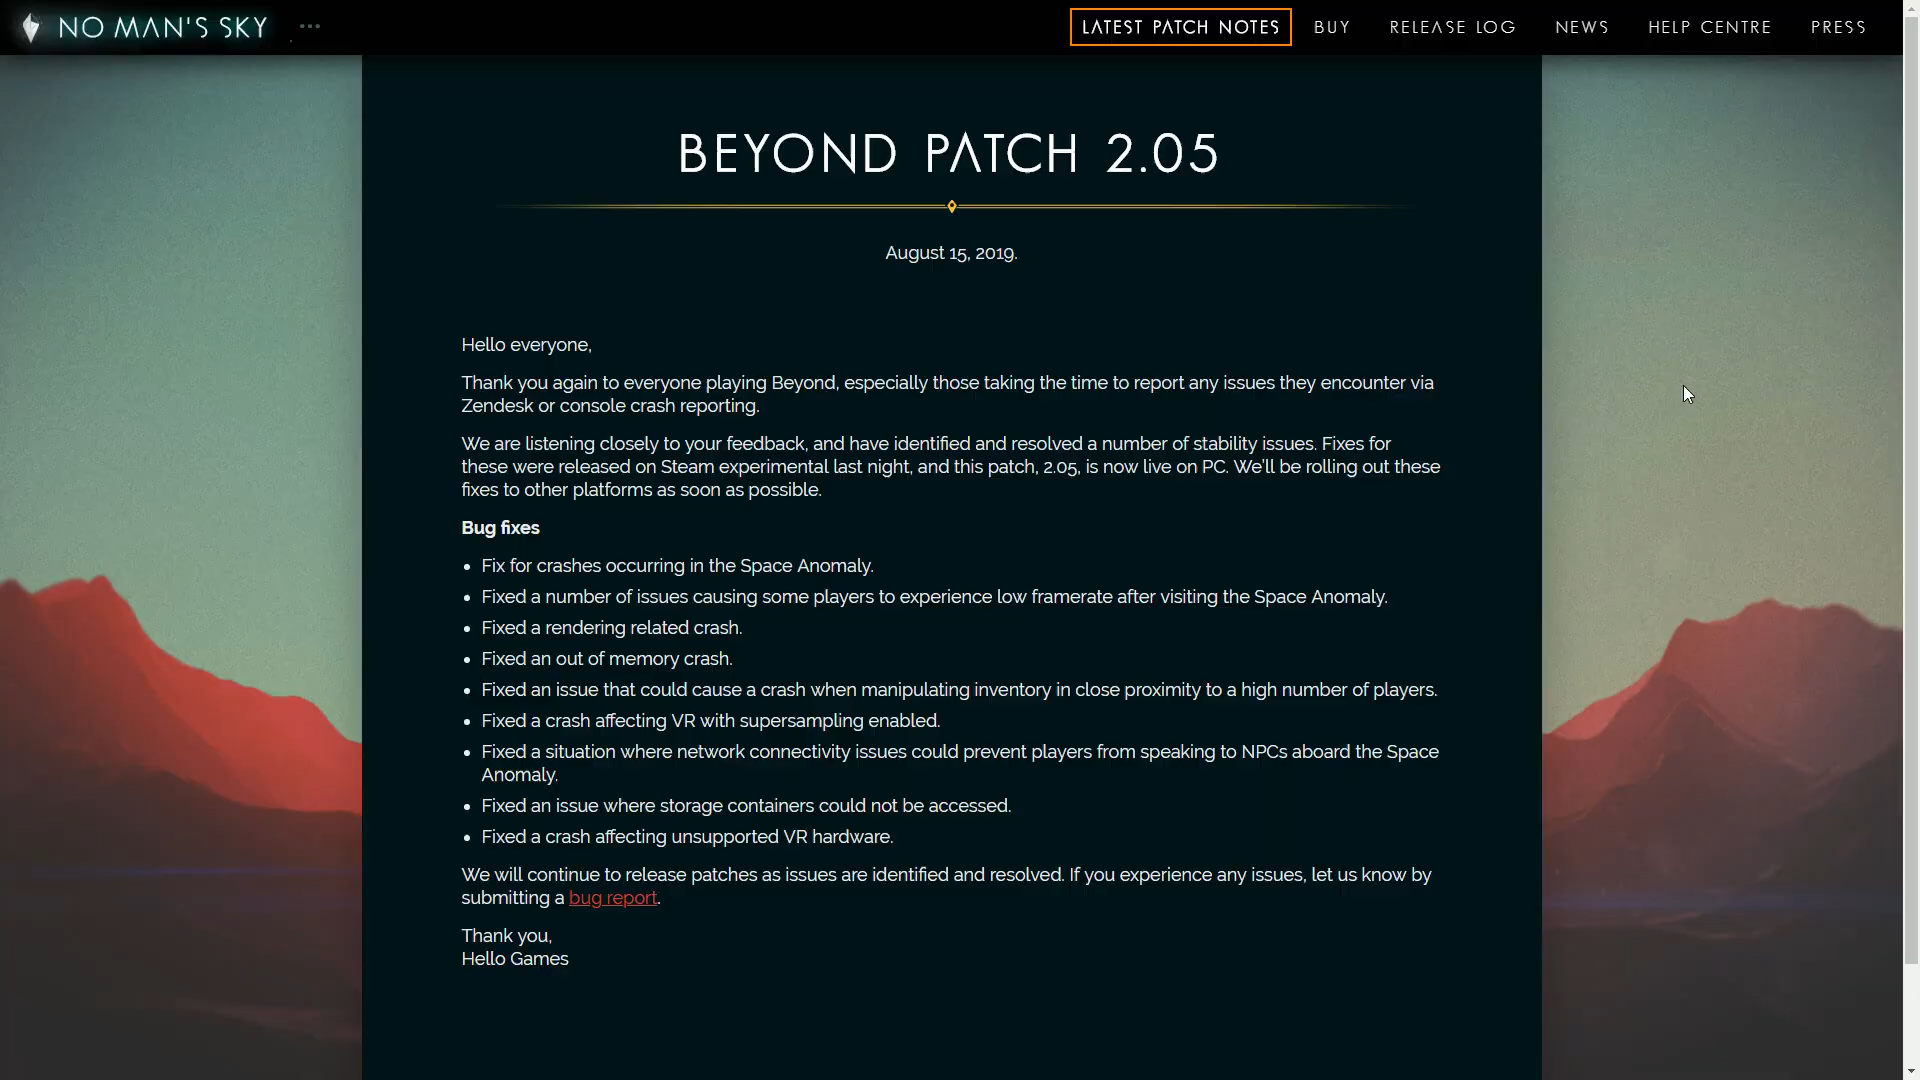 NO MAN'S SKY
LATEST PATCH NOTES
BUY
RELEASE LOG
NEWS
HELP CENTRE
PRESS
BEYOND PATCH 2.05
August 15, 2019.
Hello everyone,
Thank you again to everyone playing Beyond, especially those taking the time to report any issues they encounter via
Zendesk or console crash reporting.
We are listening closely to your feedback, and have identified and resolved a number of stability issues. Fixes for
these were released on Steam experimental last night, and this patch, 2.05, is now live on PC. We'll be rolling out these
fixes to other platforms as soon as possible.
Bug fixes
• Fix for crashes occurring in the Space Anomaly.
• Fixed a number of issues causing some players to experience low framerate after visiting the Space Anomaly.
• Fixed a rendering related crash.
• Fixed an out of memory crash.
• Fixed an issue that could cause a crash when manipulating inventory in close proximity to a high number of players.
• Fixed a crash affecting VR with supersampling enabled.
• Fixed a situation where network connectivity issues could prevent players from speaking to NPCs aboard the Space
Anomaly.
• Fixed an issue where storage containers could not be accessed.
• Fixed a crash affecting unsupported VR hardware.
We will continue to release patches as issues are identified and resolved. If you experience any issues, let us know by
submitting a bug report.
Thank you,
Hello Games